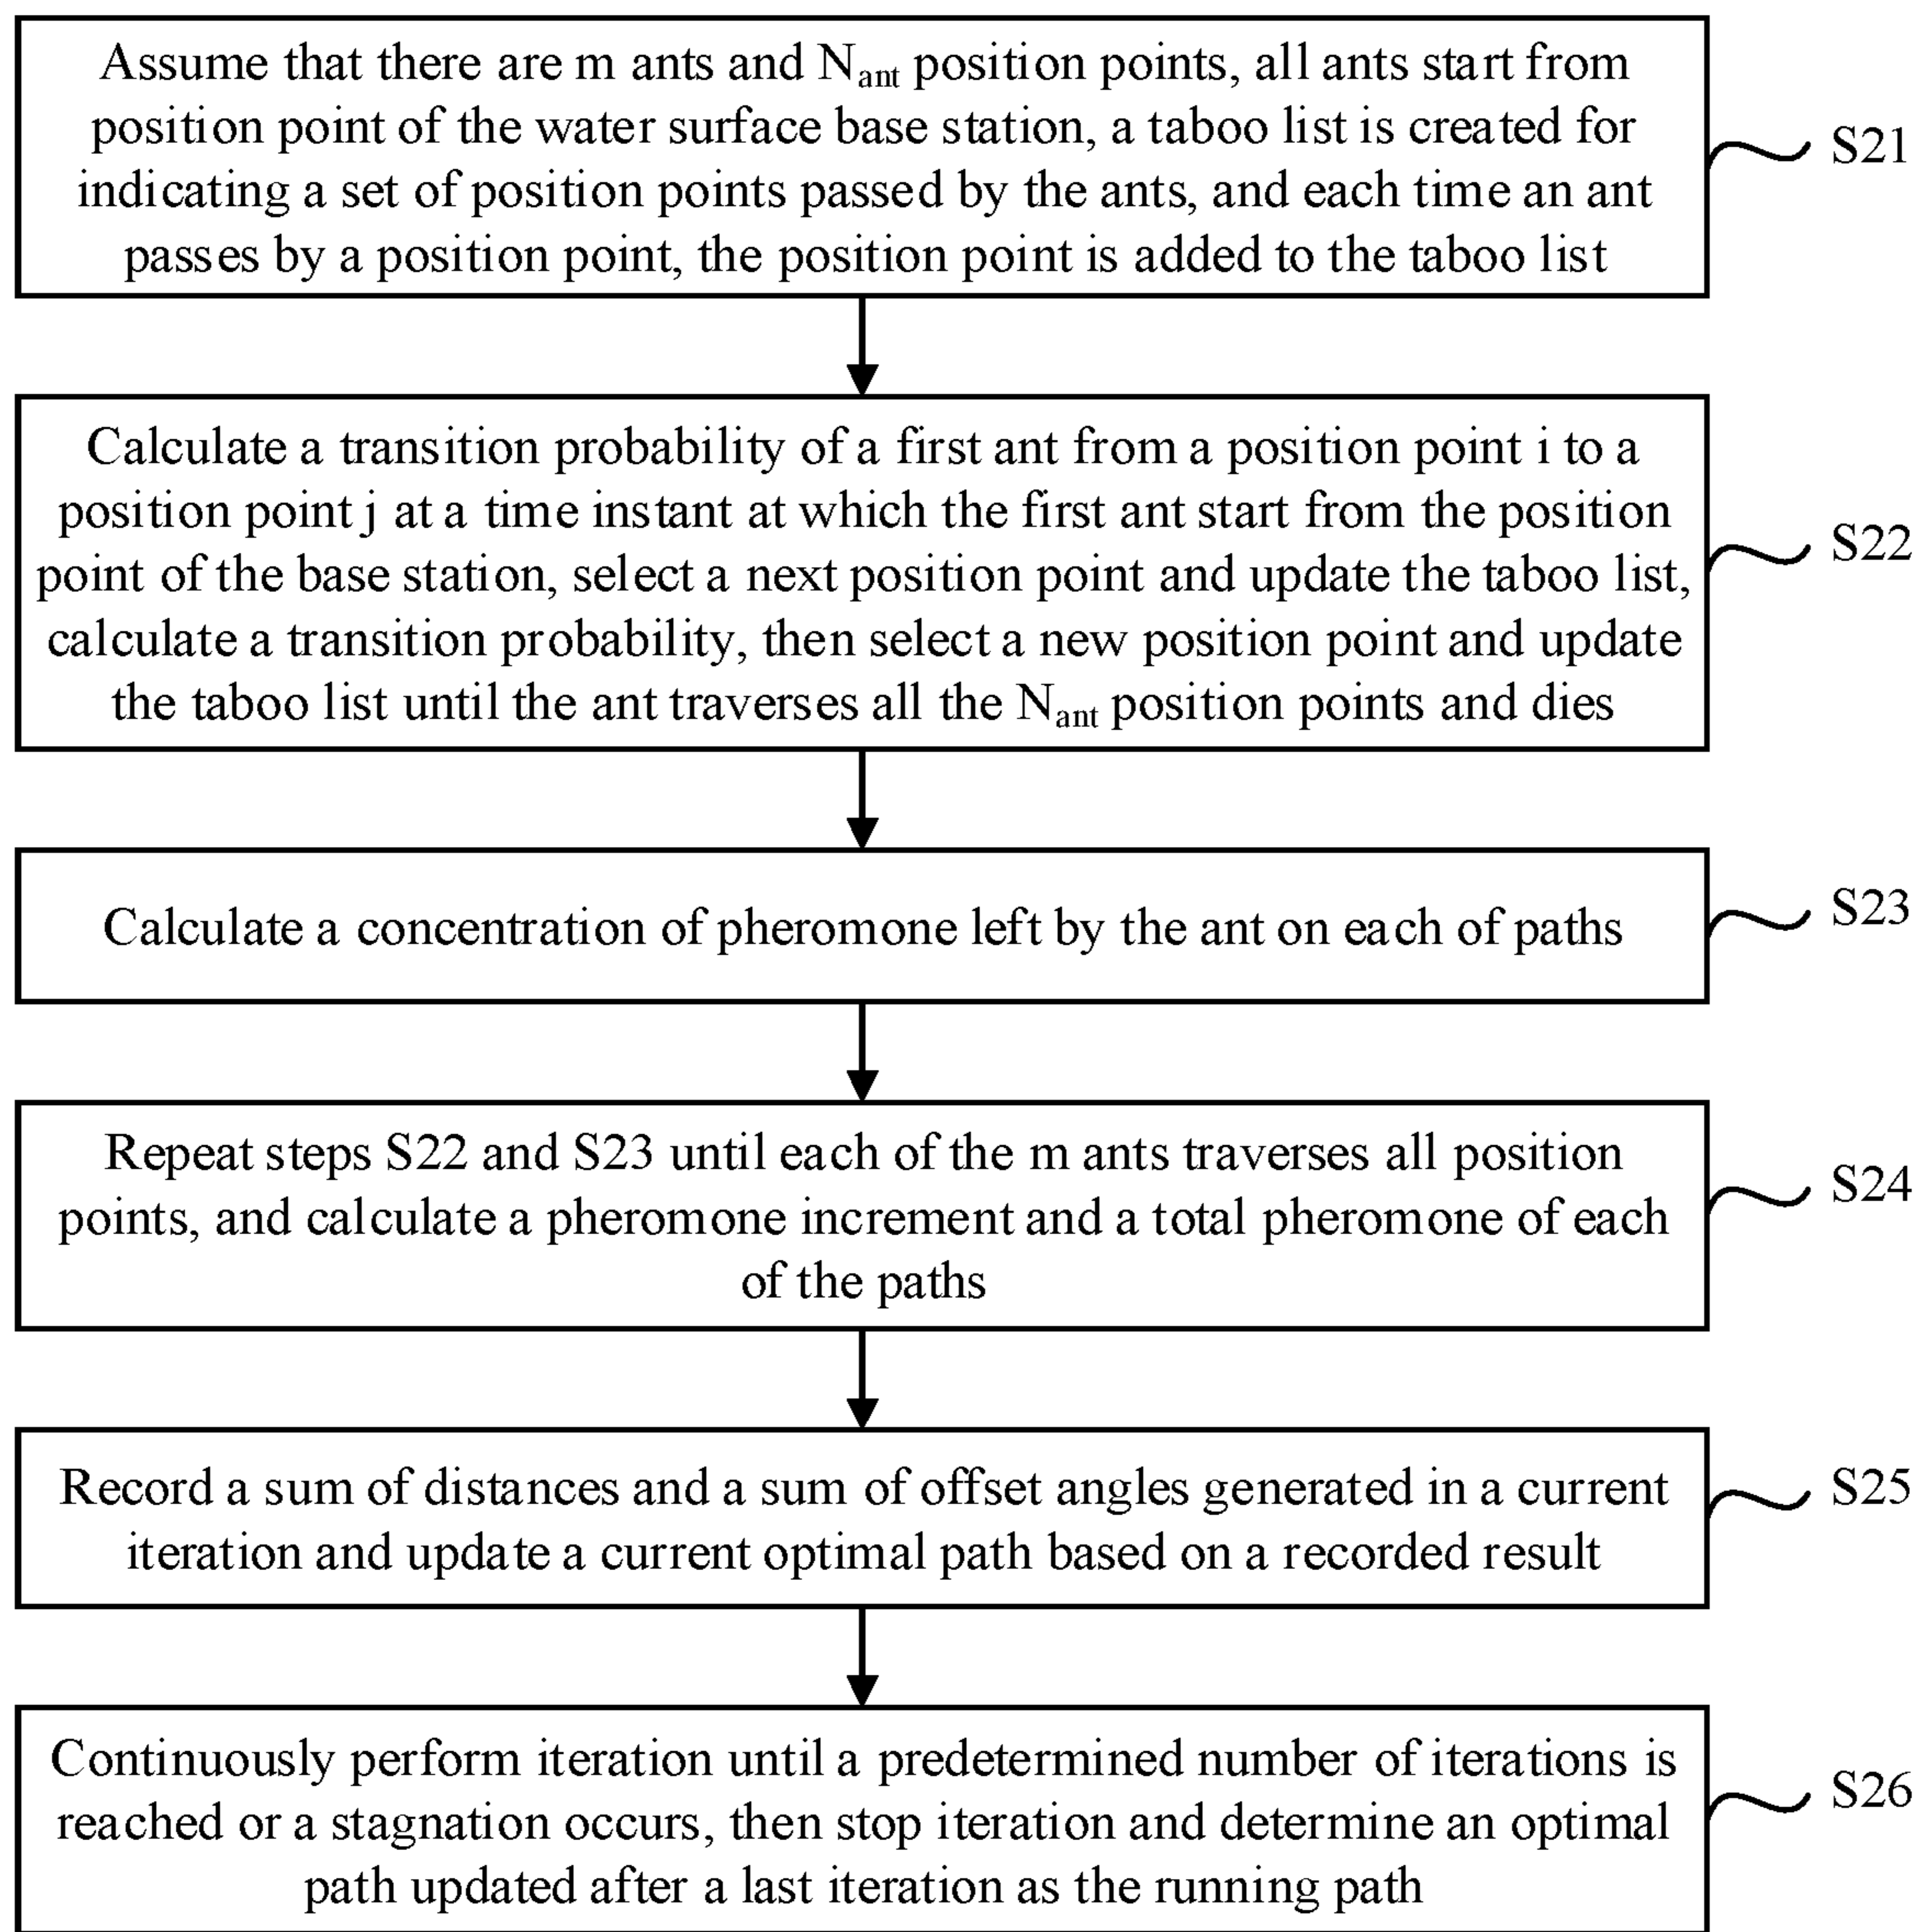 Assume that there are m ants and Nant position points, all ants start from
position point of the water surface base station, a taboo list is created for
indicating a set of position points passed by the ants, and each time an ant
passes by a position point, the position point is added to the taboo list
S21
Calculate a transition probability of a first ant from a position point i to a
position point j at a time instant at which the first ant start from the position
point of the base station, select a next position point and update the taboo list,
calculate a transition probability, then select a new position point and update
the taboo list until the ant traverses all the Nant position points and dies
S22
Calculate a concentration of pheromone left by the ant on each of paths
S23
Repeat steps S22 and S23 until each of the m ants traverses all position
points, and calculate a pheromone increment and a total pheromone of each
of the paths
S24
Record a sum of distances and a sum of offset angles generated in a current
iteration and update a current optimal path based on a recorded result
S25
Continuously perform iteration until a predetermined number of iterations is
reached or a stagnation occurs, then stop iteration and determine an optimal
path updated after a last iteration as the running path
S26